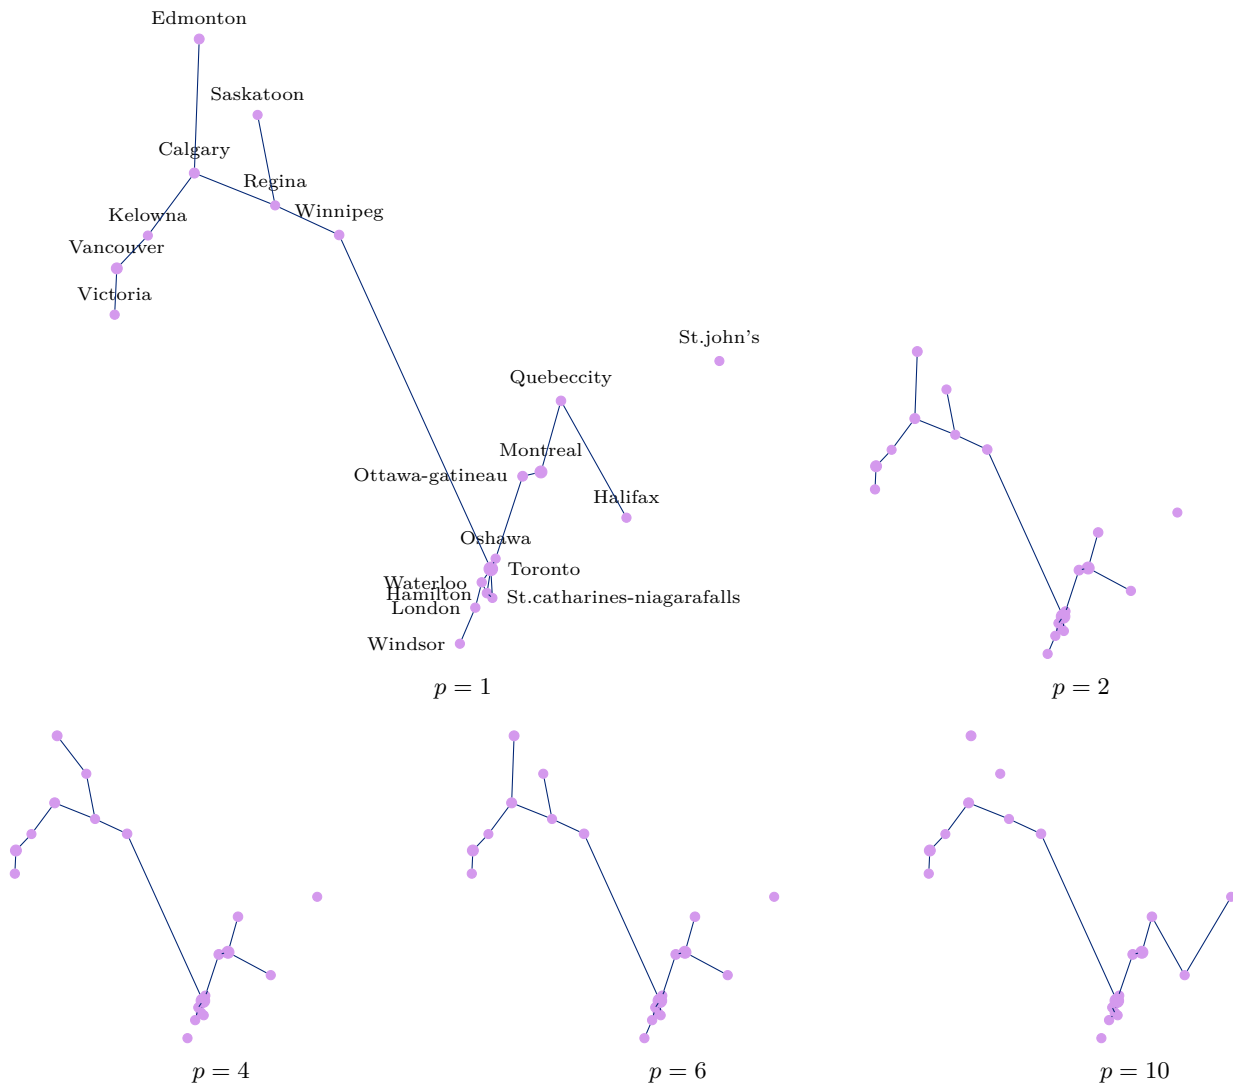 Edmonton
Saskatoon
Calgary
Regina
Winnipeg
Kelowna
Vancouver
Victoria
St.john's
Quebeccity
Montreal
Ottawa-gatineau
Halifax
Oshawa
Toronto
Waterloo
Hamilton
St.catharines-niagarafalls
London
Windsor
p = 1
p = 2
p = 4
p = 6
p = 10